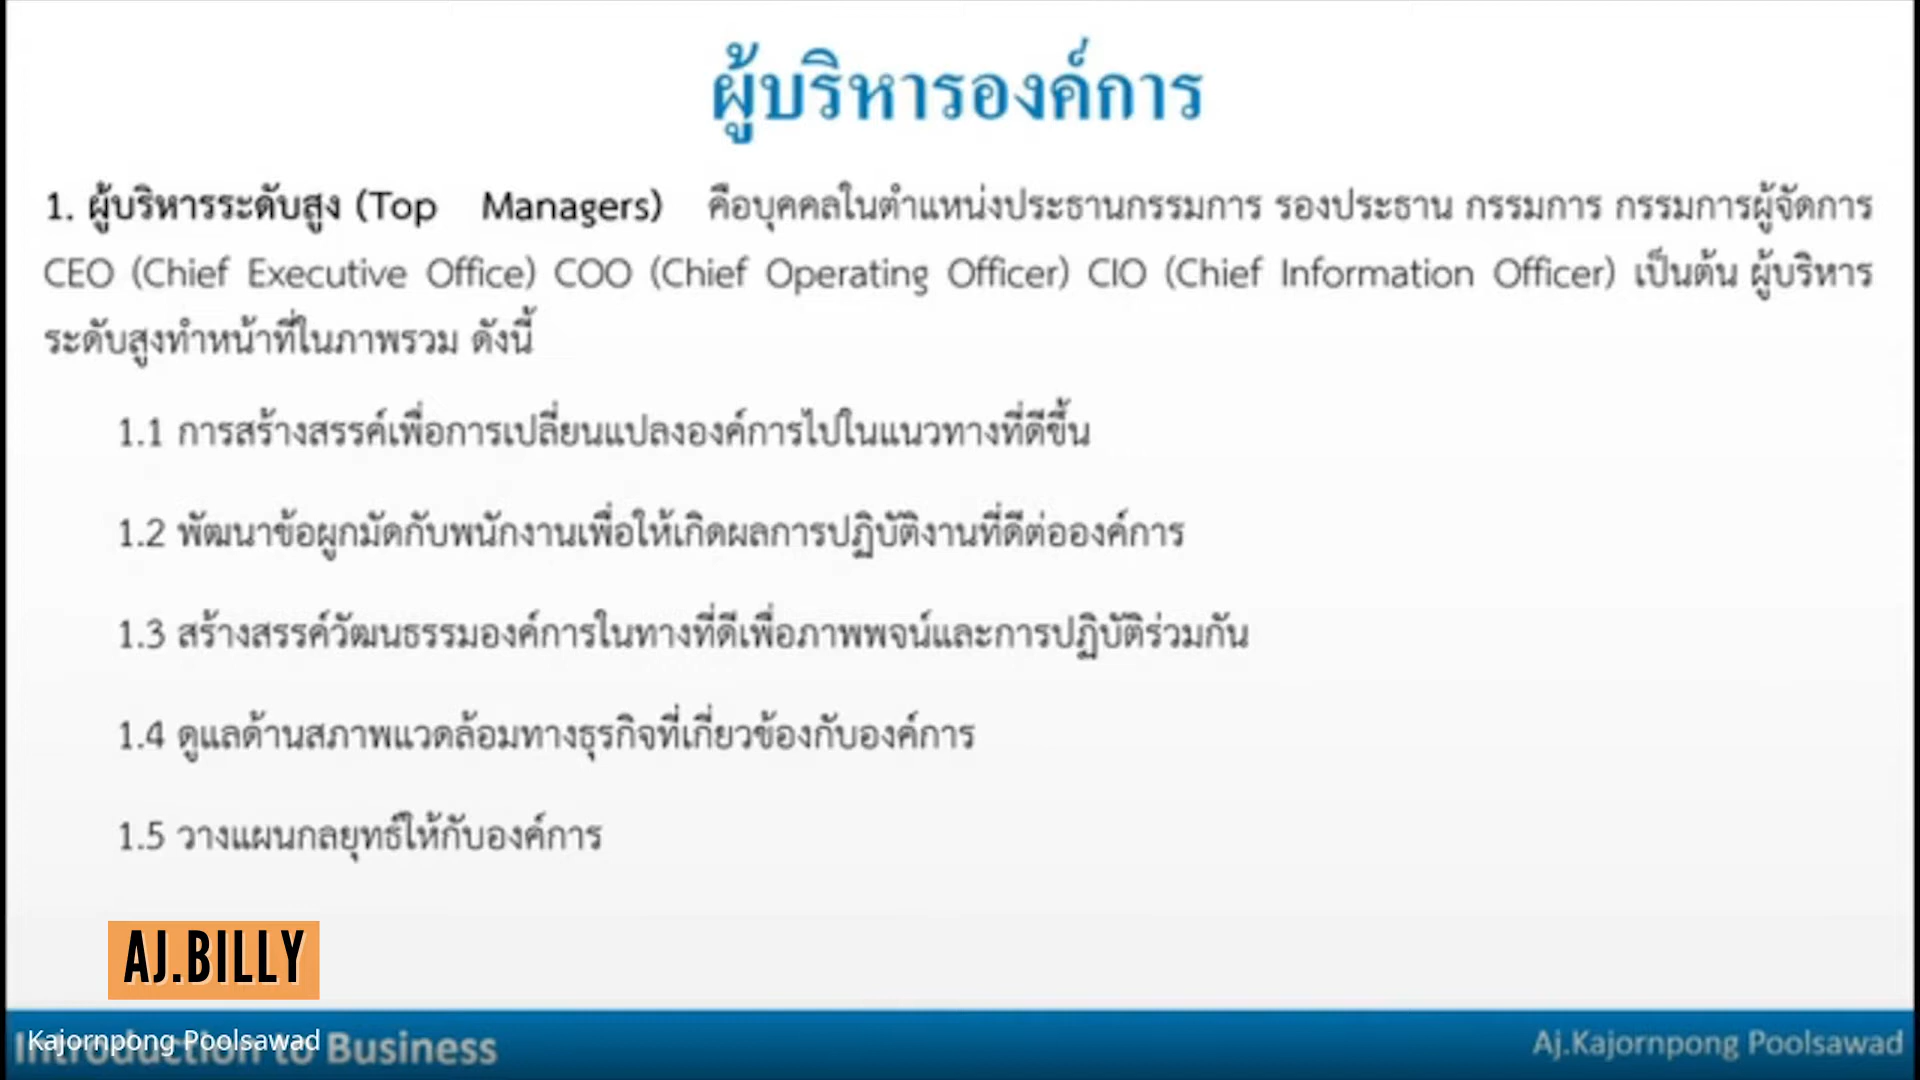 ผู้บริหารองค์การ
1. ผู้บริหารระดับสูง (Top Managers) คือบุคคลในตำแหน่งประธานกรรมการ รองประธาน กรรมการ กรรมการผู้จัดการ
CEO (Chief Executive Office) COO (Chief Operating Officer) CIO (Chief Information Officer) เป็นต้น ผู้บริหาร
ระดับสูงทำหน้าที่ในภาพรวม ดังนี้
1.1 การสร้างสรรค์เพื่อการเปลี่ยนแปลงองค์การไปในแนวทางที่ดีขึ้น
1.2 พัฒนาข้อผูกมัดกับพนักงานเพื่อให้เกิดผลการปฏิบัติงานที่ดีต่อองค์การ
1.3 สร้างสรรค์วัฒนธรรมองค์การในทางที่ดีเพื่อภาพพจน์และการปฏิบัติร่วมกัน
1.4 ดูแลด้านสภาพแวดล้อมทางธุรกิจที่เกี่ยวข้องกับองค์การ
1.5 วางแผนกลยุทธ์ให้กับองค์การ
AJ.BILLY
Kajornpong Poolsawad
Introduction to Business
Aj.Kajornpong Poolsawad